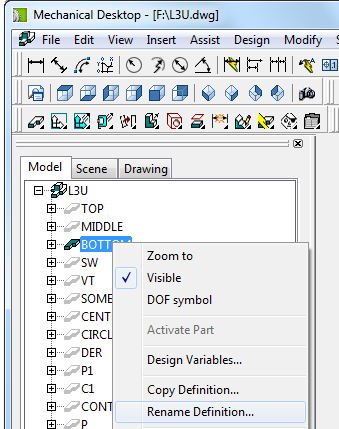 Mechanical Desktop - [F:\L3U.dwg]
File Edit View Insert Assist Design Modify
Model Scene Drawing
L3U
TOP
MIDDLE
BOTTOM
SW
VT
SOME
CENT
CIRCL
DER
P1
C1
CONT
P
Zoom to
Visible
DOF symbol
Activate Part
Design Variables...
Copy Definition...
Rename Definition...